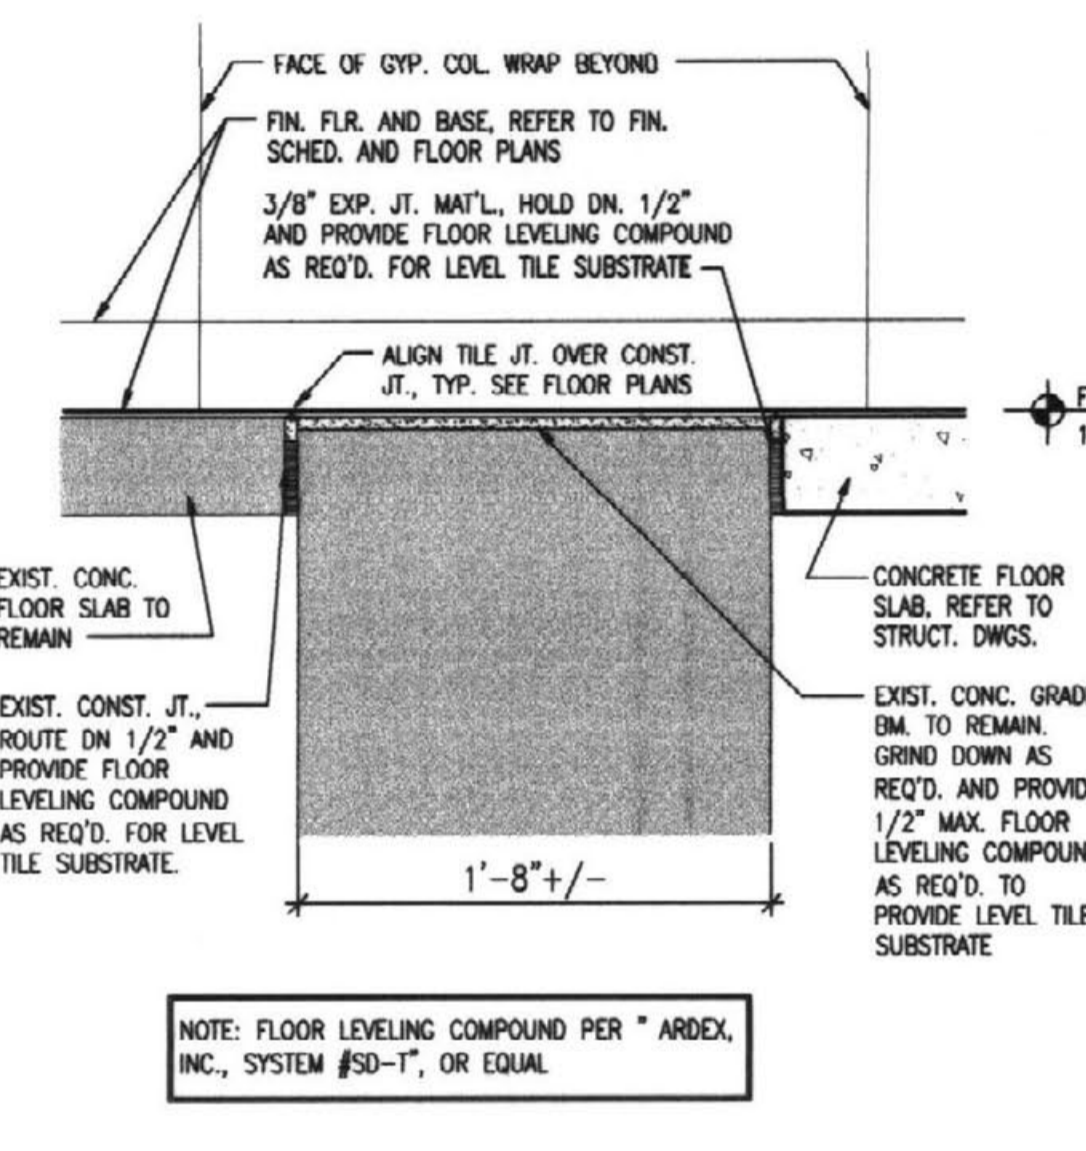 FACE OF GYP. COL. WRAP BEYOND
FIN. FLR. AND BASE, REFER TO FIN.
SCHED. AND FLOOR PLANS
3/8" EXP. JT. MAT'L., HOLD DN. 1/2"
AND PROVIDE FLOOR LEVELING COMPOUND
AS REQ'D. FOR LEVEL TILE SUBSTRATE
ALIGN TILE JT. OVER CONST.
JT., TYP. SEE FLOOR PLANS
F
1
EXIST. CONC.
FLOOR SLAB TO
REMAIN
CONCRETE FLOOR
SLAB, REFER TO
STRUCT. DWGS.
EXIST. CONST. JT.,
ROUTE DN 1/2" AND
PROVIDE FLOOR
LEVELING COMPOUND
AS REQ'D. FOR LEVEL
TILE SUBSTRATE.
EXIST. CONC. GRAD
BM. TO REMAIN.
GRIND DOWN AS
REQ'D. AND PROVID
1/2" MAX. FLOOR
LEVELING COMPOUN
AS REQ'D. TO
PROVIDE LEVEL TILE
SUBSTRATE
1'-8"+/-
NOTE: FLOOR LEVELING COMPOUND PER " ARDEX,
INC., SYSTEM #SD-T", OR EQUAL